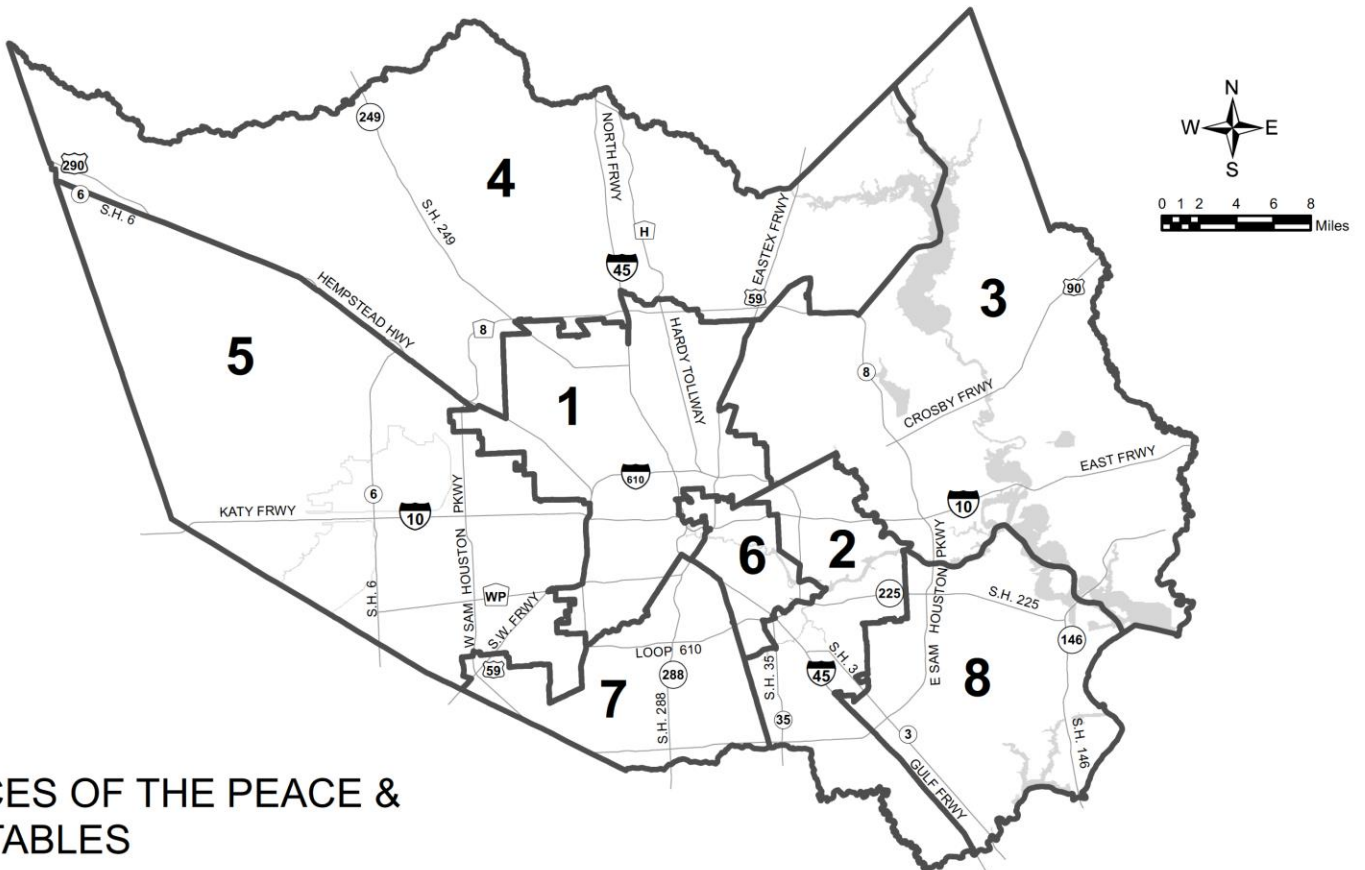 N
W E
S
0 1 2 4 6 8
Miles
249
4
NORTH FRWY
290
6
S.H. 6
S.H. 249
H
45
EASTEX FRWY
59
3
90
HEMPSTEAD HWY
5
8
1
HARDY TOLLWAY
8
CROSBY FRWY
610
EAST FRWY
6
KATY FRWY
10
W SAM HOUSTON PKWY
10
6
2
E SAM HOUSTON PKWY
S.H. 6
WP
S.W. FRWY
225
S.H. 225
146
59
LOOP 610
288
7
S.H. 288
S.H. 35
35
45
S.H. 3
3
8
GULF FRWY
S.H. 146
CES OF THE PEACE &
TABLES